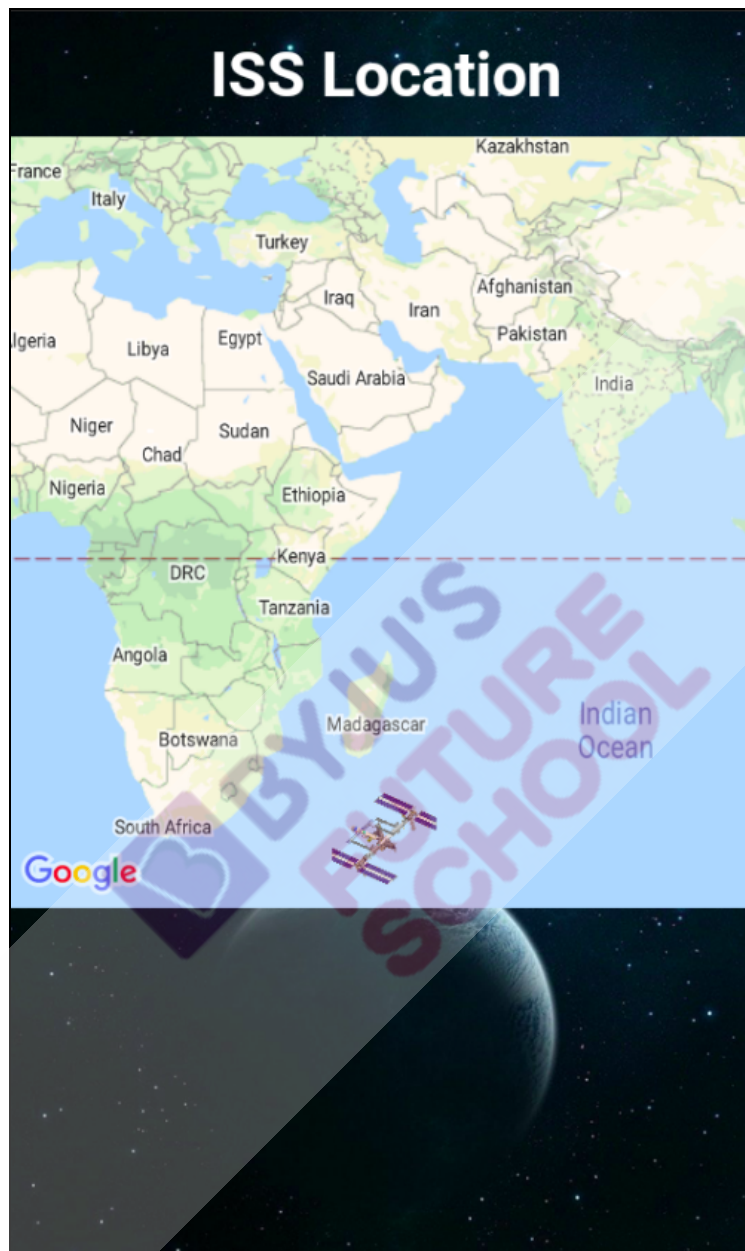 ISS Location
Kazakhstan
France
Italy
Turkey
Afghanistan
Iraq
Iran
Pakistan
Egypt
lgeria
Libya
Saudi Arabia
India
Niger
Sudan
Chad
Nigeria
Ethiopia
Kenya
DRC
Tanzania
Angola
Madagascar
Indian
Ocean
Botswana
South Africa
Google
BYJU'S
FUTURE
SCHOOL